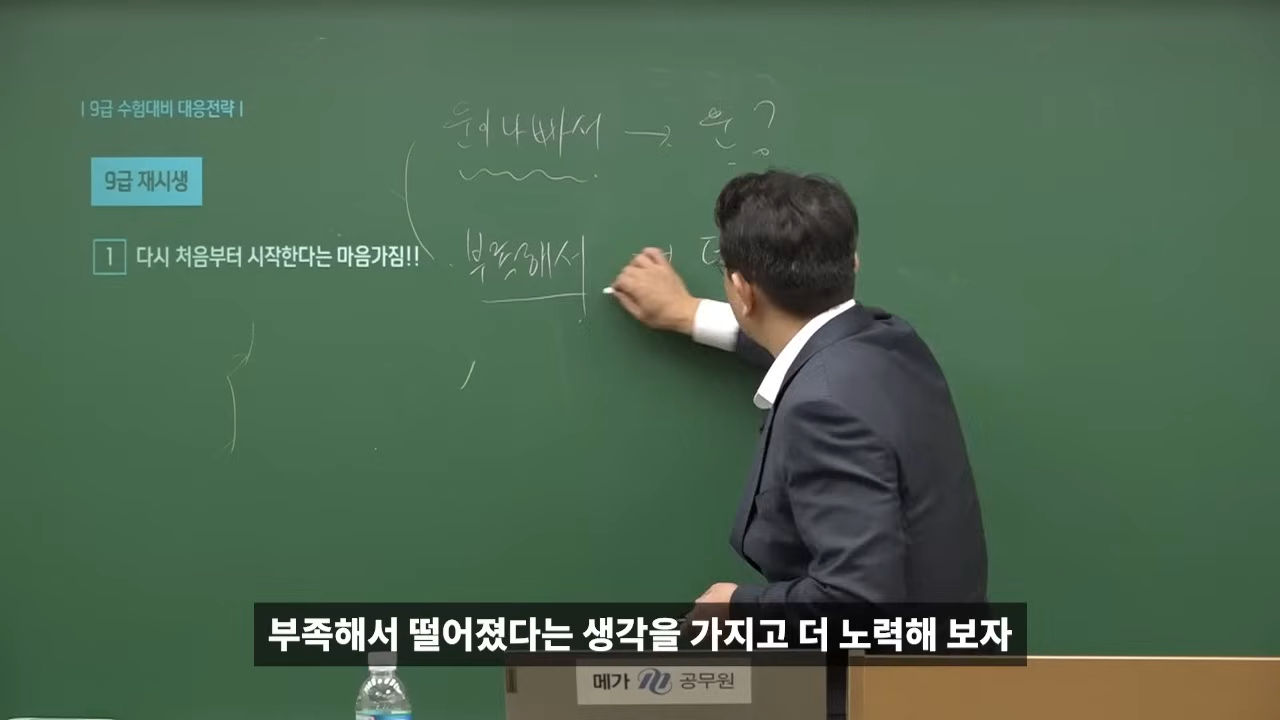 | 9급 수험대비 대응전략 |
운이 나빠서 → 운?
9급 재시생
1 다시 처음부터 시작한다는 마음가짐!!
부족해서
부족해서 떨어졌다는 생각을 가지고 더 노력해 보자
메가 공무원